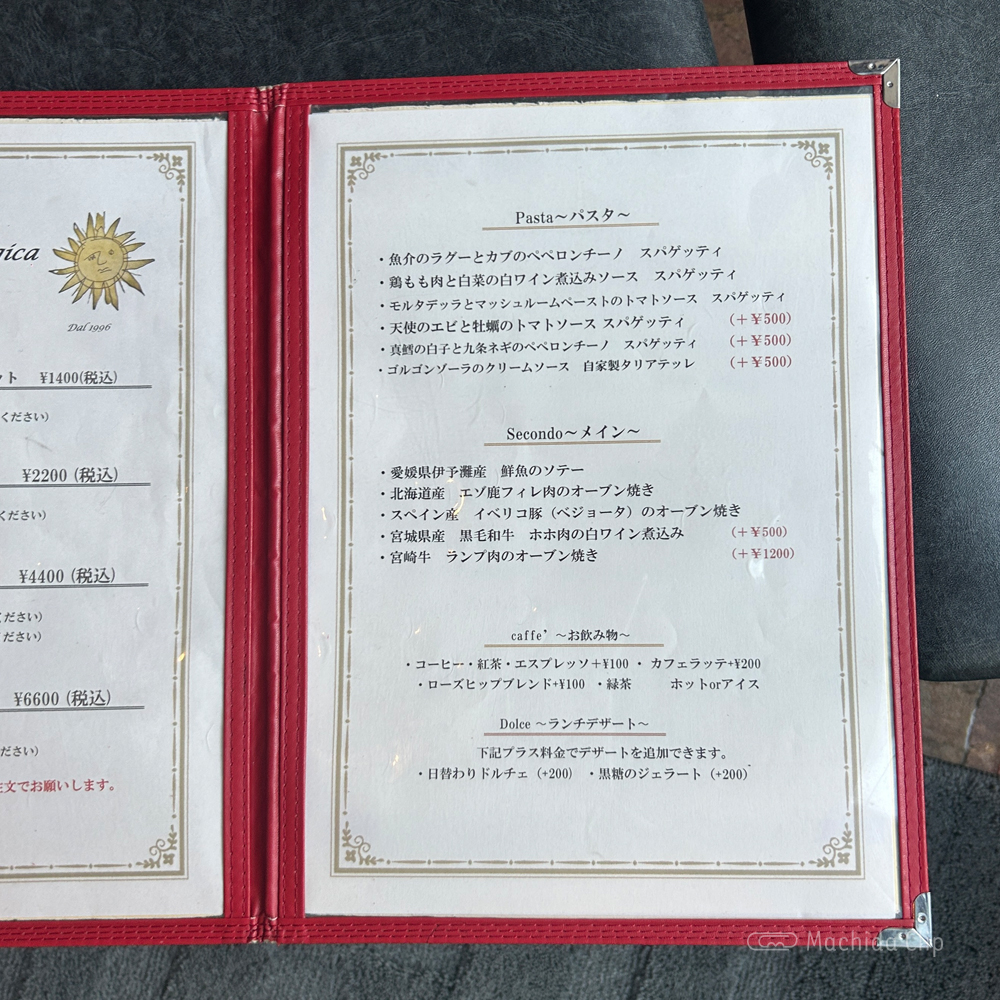 gica
Dal 1996
ット ¥1400(税込)
ください)
¥2200 (税込)
ください)
¥4400 (税込)
ください)
ください)
¥6600 (税込)
ださい)
注文でお願いします。
Pasta～パスタ～
・魚介のラグーとカブのペペロンチーノ スパゲッティ
・鶏もも肉と白菜の白ワイン煮込みソース スパゲッティ
・モルタデッラとマッシュルームペーストのトマトソース スパゲッティ
・天使のエビと牡蠣のトマトソース スパゲッティ (＋¥500)
・真鱈の白子と九条ネギのペペロンチーノ スパゲッティ (＋¥500)
・ゴルゴンゾーラのクリームソース 自家製タリアテッレ (＋¥500)
Secondo～メイン～
・愛媛県伊予灘産 鮮魚のソテー
・北海道産 エゾ鹿フィレ肉のオーブン焼き
・スペイン産 イベリコ豚（ベジョータ）のオーブン焼き
・宮城県産 黒毛和牛 ホホ肉の白ワイン煮込み (＋¥500)
・宮崎牛 ランプ肉のオーブン焼き (＋¥1200)
caffe’ ～お飲み物～
・コーヒー・紅茶・エスプレッソ+¥100 ・ カフェラッテ+¥200
・ローズヒップブレンド+¥100 ・緑茶 ホットorアイス
Dolce ～ランチデザート～
下記プラス料金でデザートを追加できます。
・日替わりドルチェ (+200) ・黒糖のジェラート (+200)
Machida Clip